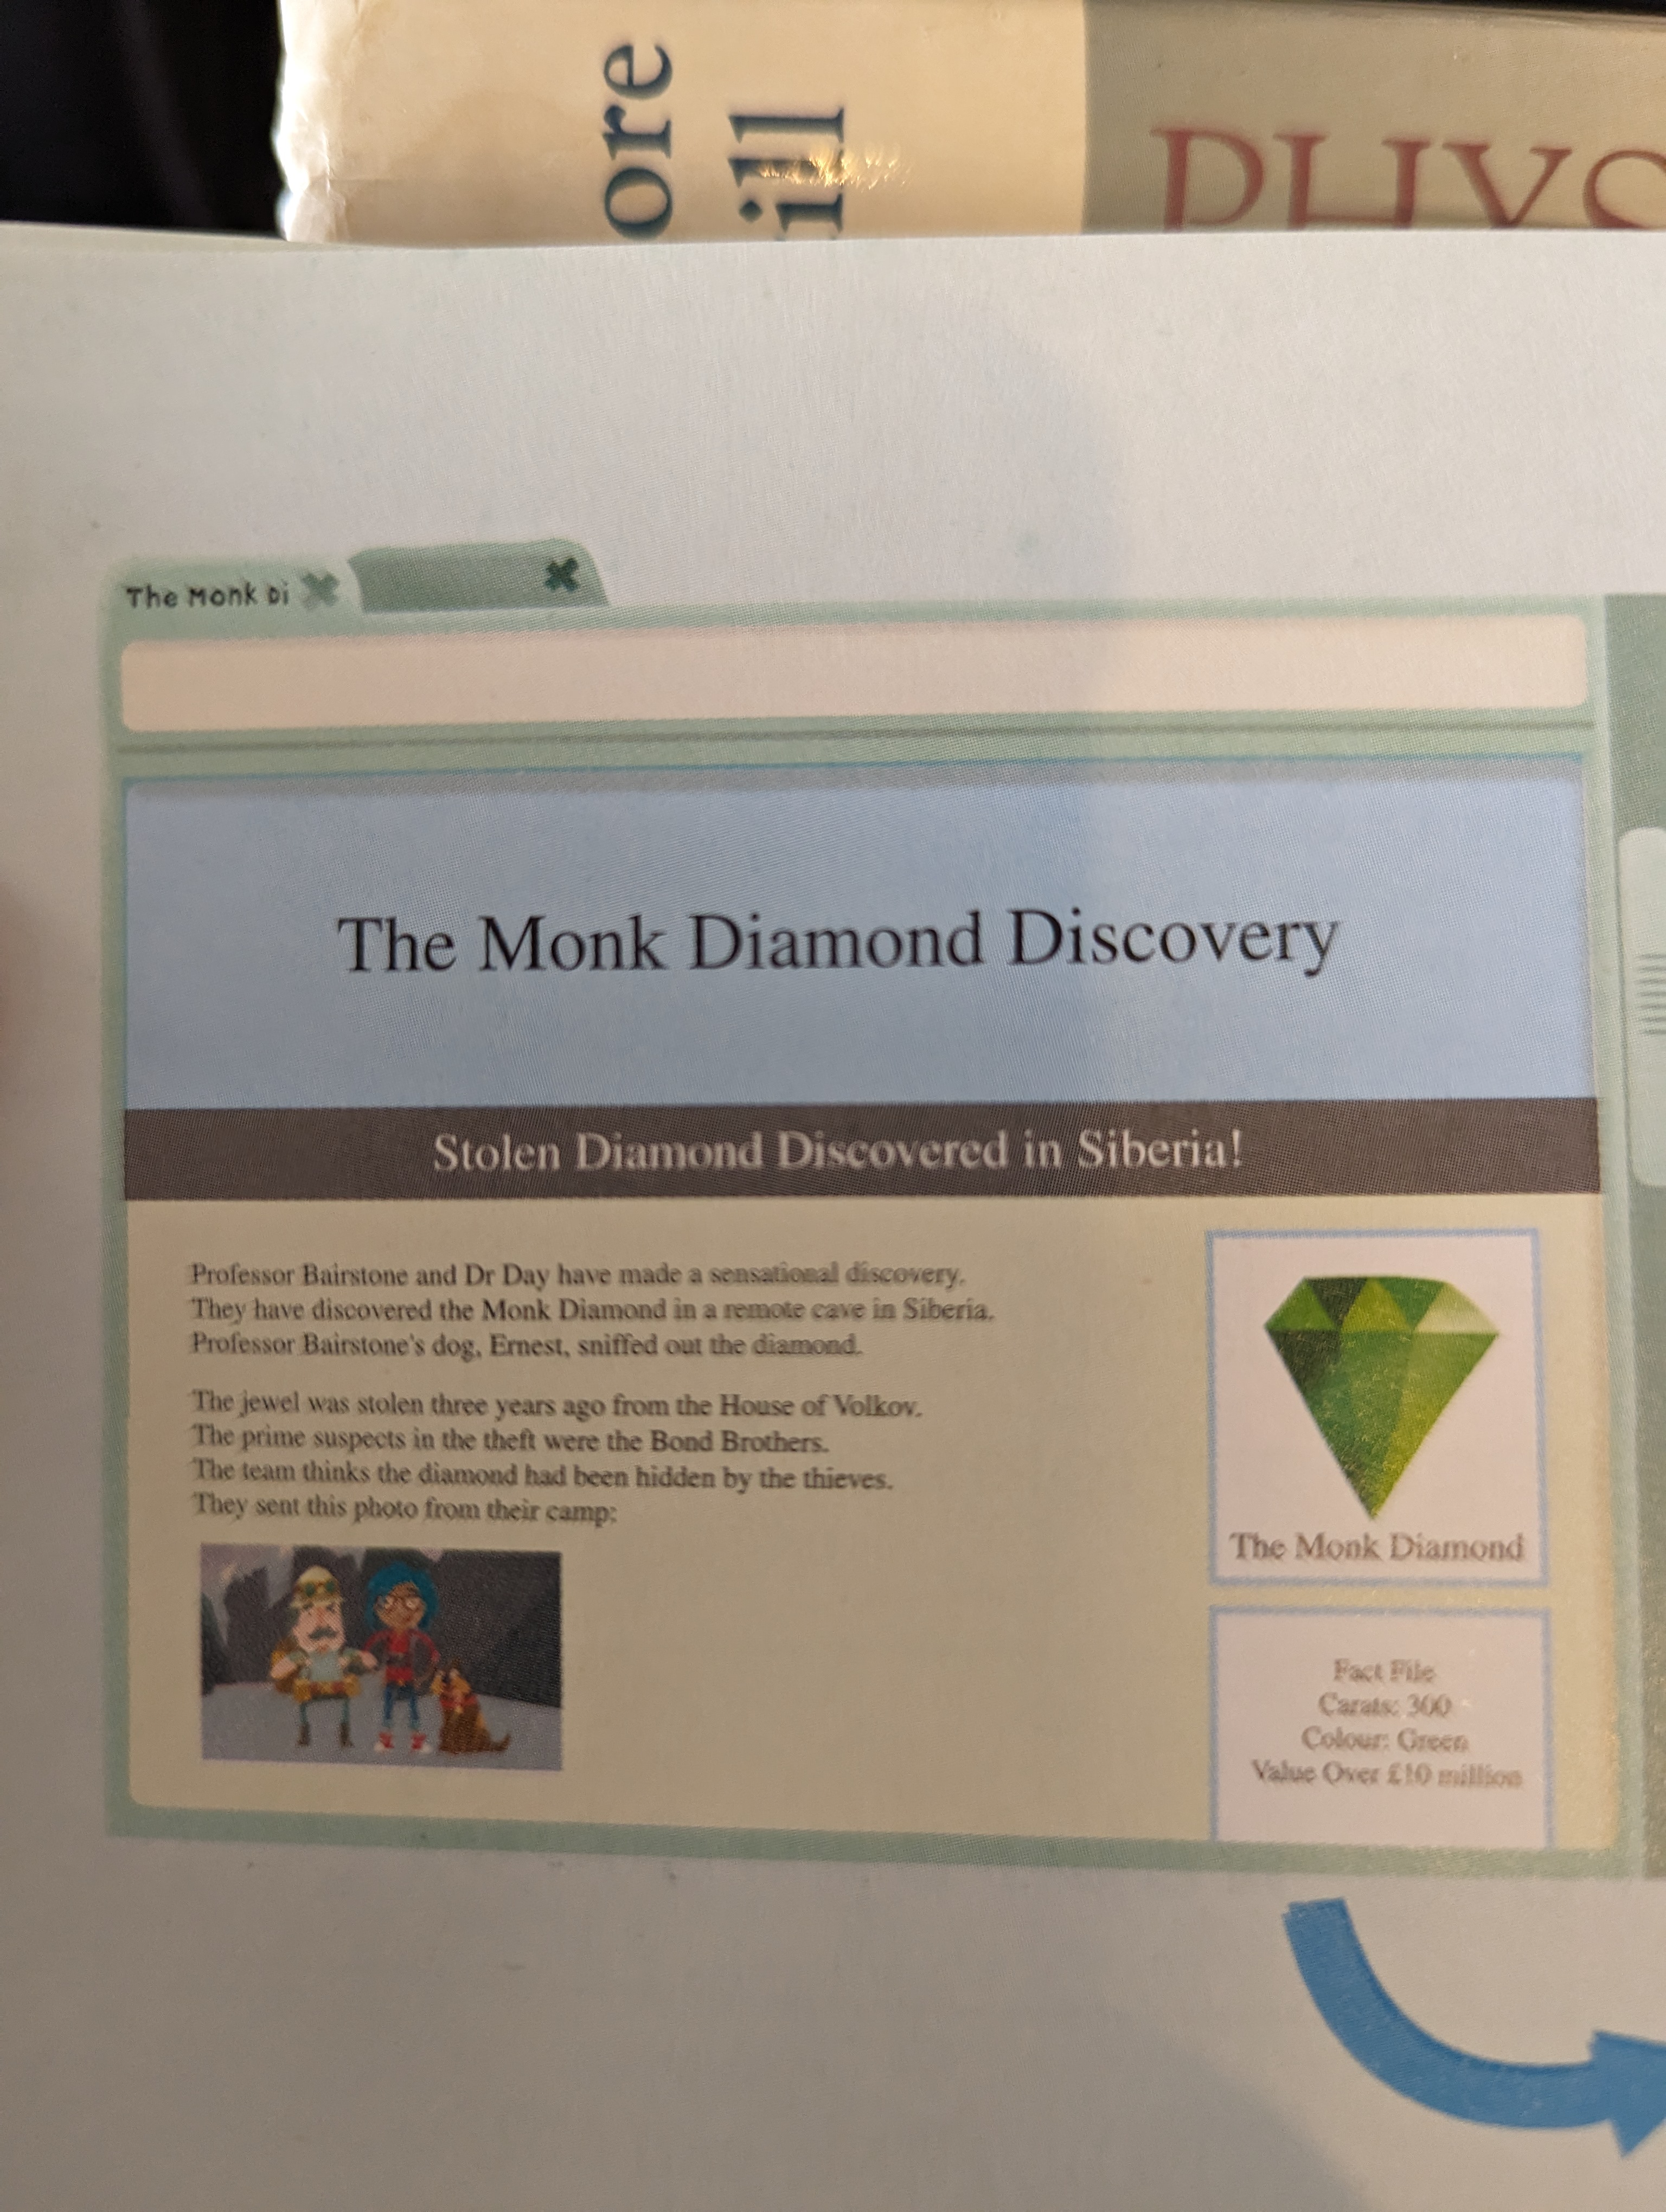 ore
ill
The Monk Di
The Monk Diamond Discovery
Stolen Diamond Discovered in Siberia!
Professor Bairstone and Dr Day have made a sensational discovery.
They have discovered the Monk Diamond in a remote cave in Siberia.
Professor Bairstone's dog, Ernest, sniffed out the diamond.
The jewel was stolen three years ago from the House of Volkov.
The prime suspects in the theft were the Bond Brothers.
The team thinks the diamond had been hidden by the thieves.
They sent this photo from their camp:
The Monk Diamond
Fact File
Carats: 300
Colour: Green
Value Over £10 million